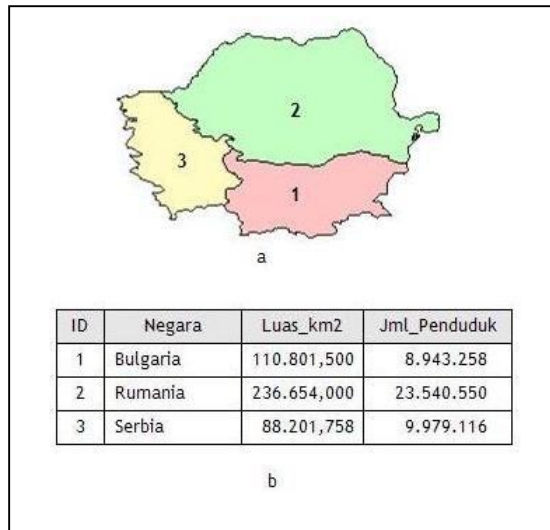 2
3
1
a
ID Negara Luas_km2 Jml_Penduduk
1 Bulgaria 110.801,500 8.943.258
2 Rumania 236.654,000 23.540.550
3 Serbia 88.201,758 9.979.116
b